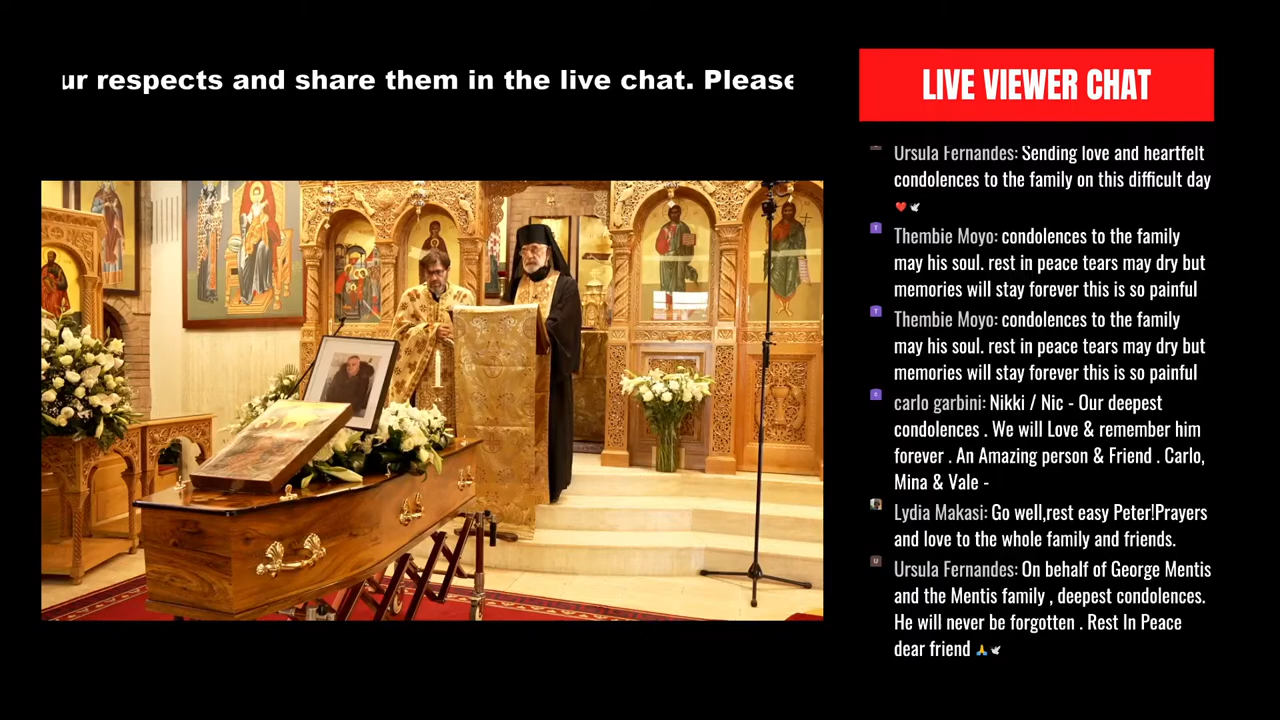 ur respects and share them in the live chat. Please
LIVE VIEWER CHAT
Ursula Fernandes: Sending love and heartfelt
condolences to the family on this difficult day
❤️🕊
Thembie Moyo: condolences to the family
may his soul. rest in peace tears may dry but
memories will stay forever this is so painful
Thembie Moyo: condolences to the family
may his soul. rest in peace tears may dry but
memories will stay forever this is so painful
carlo garbini: Nikki / Nic - Our deepest
condolences . We will Love & remember him
forever . An Amazing person & Friend . Carlo,
Mina & Vale -
Lydia Makasi: Go well,rest easy Peter!Prayers
and love to the whole family and friends.
Ursula Fernandes: On behalf of George Mentis
and the Mentis family , deepest condolences.
He will never be forgotten . Rest In Peace
dear friend 🙏🕊